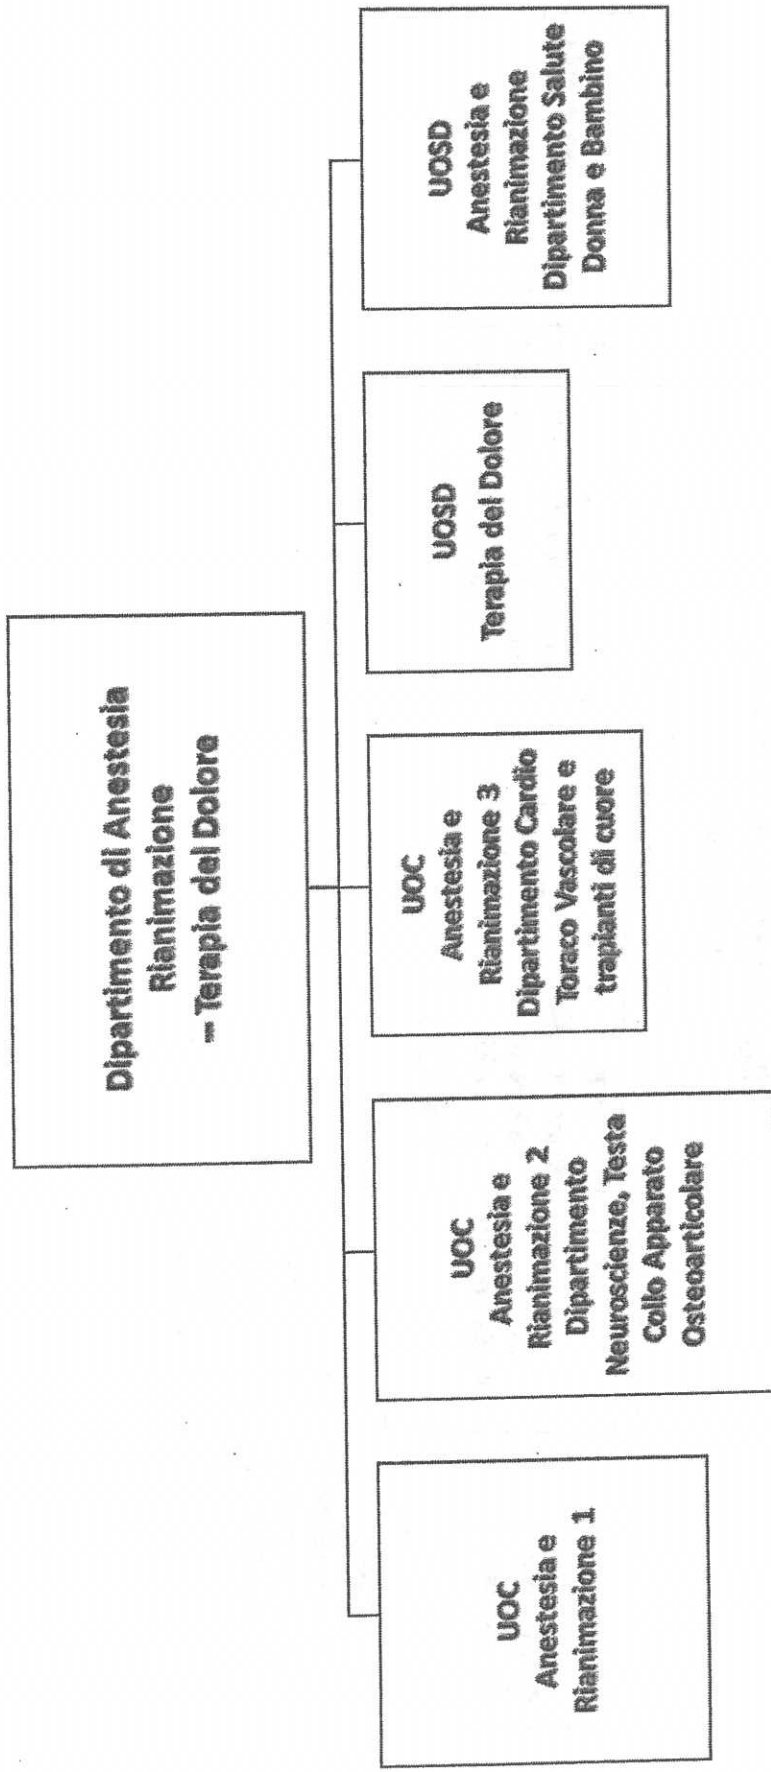 Dipartimento di Anestesia
Rianimazione
– Terapia del Dolore
UOC
Anestesia e
Rianimazione 1
UOC
Anestesia e
Rianimazione 2
Dipartimento
Neuroscienze, Testa
Collo Apparato
Osteoarticolare
UOC
Anestesia e
Rianimazione 3
Dipartimento Cardio
Toraco Vascolare e
trapianti di cuore
UOSD
Terapia del Dolore
UOSD
Anestesia e
Rianimazione
Dipartimento Salute
Donna e Bambino